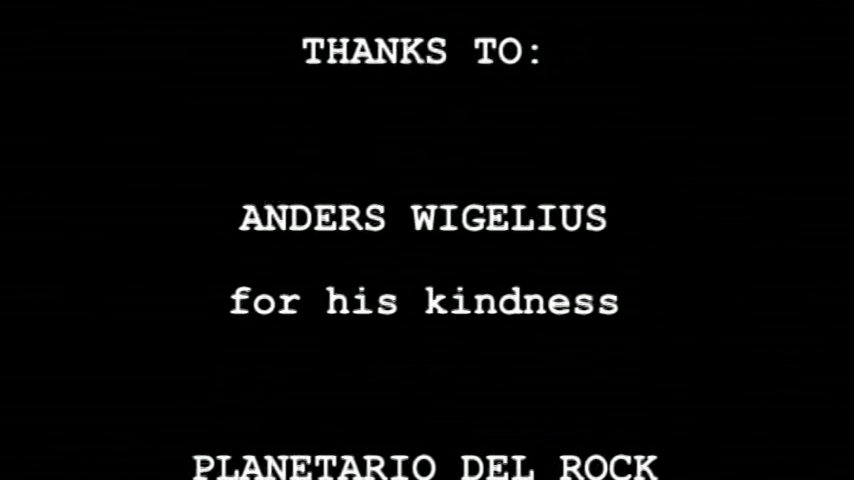 THANKS TO:
ANDERS WIGELIUS
for his kindness
PLANETARIO DEL ROCK